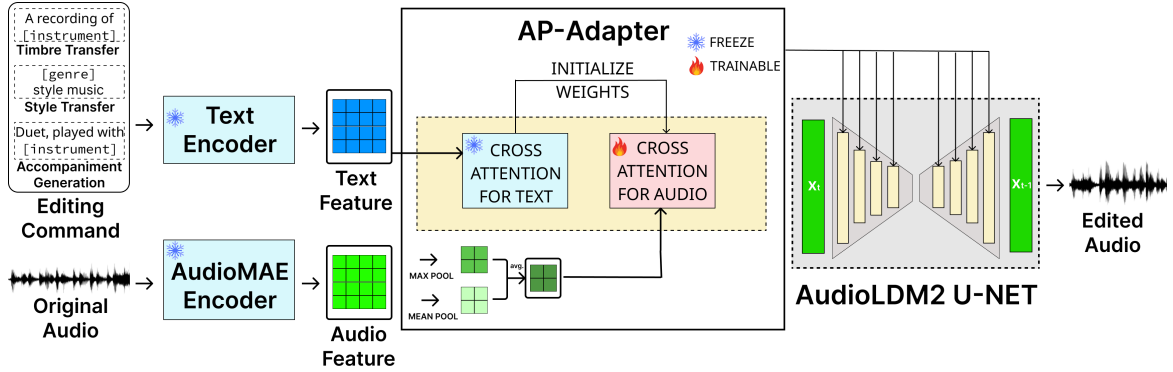 A recording of
[instrument]
Timbre Transfer
[genre]
style music
Style Transfer
Duet, played with
[instrument]
Accompaniment
Generation
Editing
Command
Original
Audio
Text
Encoder
AudioMAE
Encoder
Text
Feature
Audio
Feature
AP-Adapter
FREEZE
TRAINABLE
INITIALIZE
WEIGHTS
CROSS
ATTENTION
FOR TEXT
CROSS
ATTENTION
FOR AUDIO
MAX POOL
MEAN POOL
avg.
Xt
Xt-1
AudioLDM2 U-NET
Edited
Audio